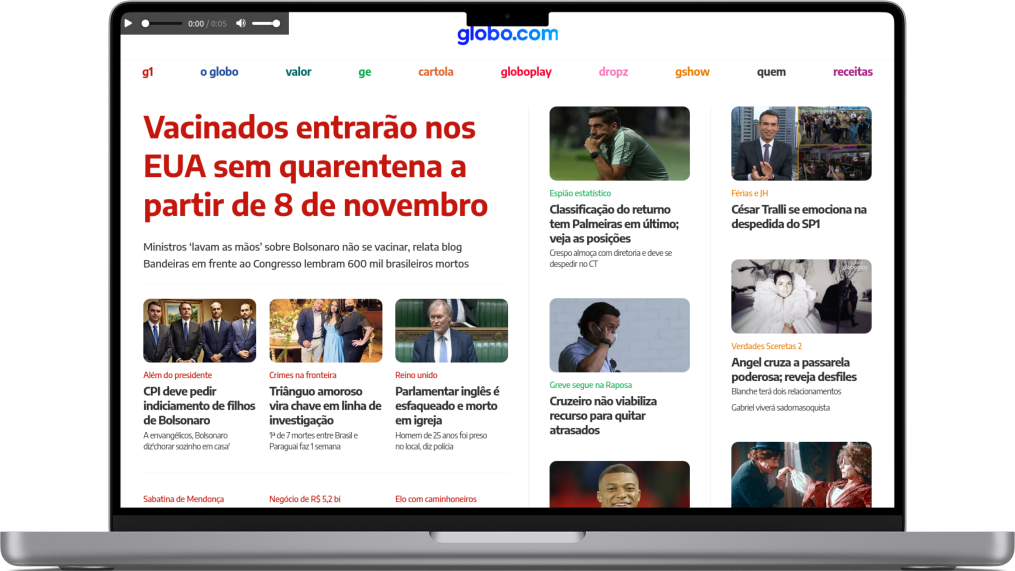 0:00 / 0:05
globo.com
g1 o globo valor ge cartola globoplay dropz gshow quem receitas
Vacinados entrarão nos
EUA sem quarentena a
partir de 8 de novembro
Ministros ‘lavam as mãos’ sobre Bolsonaro não se vacinar, relata blog
Bandeiras em frente ao Congresso lembram 600 mil brasileiros mortos
Além do presidente
CPI deve pedir
indiciamento de filhos
de Bolsonaro
A envangélicos, Bolsonaro
diz'chorar sozinho em casa'
Crimes na fronteira
Triânguo amoroso
vira chave em linha de
investigação
1ª de 7 mortes entre Brasil e
Paraguai faz 1 semana
Reino unido
Parlamentar inglês é
esfaqueado e morto
em igreja
Homem de 25 anos foi preso
no local, diz polícia
Sabatina de Mendonça
Negócio de R$ 5,2 bi
Elo com caminhoneiros
Espião estatístico
Classificação do returno
tem Palmeiras em último;
veja as posições
Crespo almoça com diretoria e deve se
despedir no CT
Greve segue na Raposa
Cruzeiro não viabiliza
recurso para quitar
atrasados
Férias e JH
César Tralli se emociona na
despedida do SP1
globoplay
Verdades Sceretas 2
Angel cruza a passarela
poderosa; reveja desfiles
Blanche terá dois relacionamentos
Gabriel viverá sadomasoquista